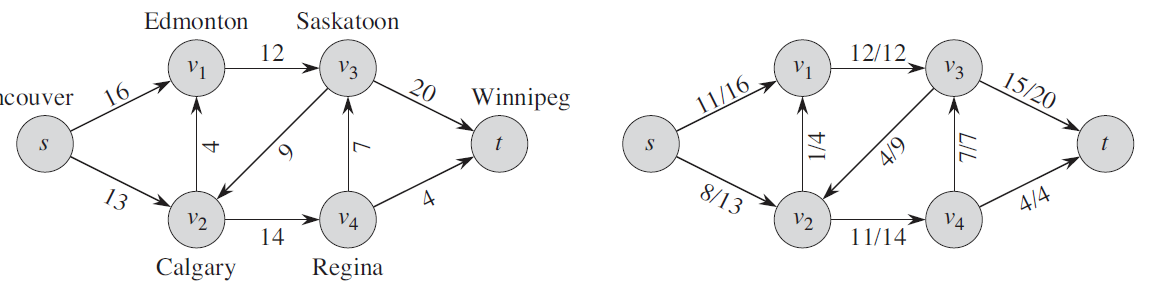 Edmonton Saskatoon
v1 12 v3
16 20
ncouver Winnipeg
s 4 9 7 t
13 4
v2 14 v4
Calgary Regina
v1 12/12 v3
11/16 15/20
s 1/4 4/9 7/7 t
8/13 4/4
v2 11/14 v4